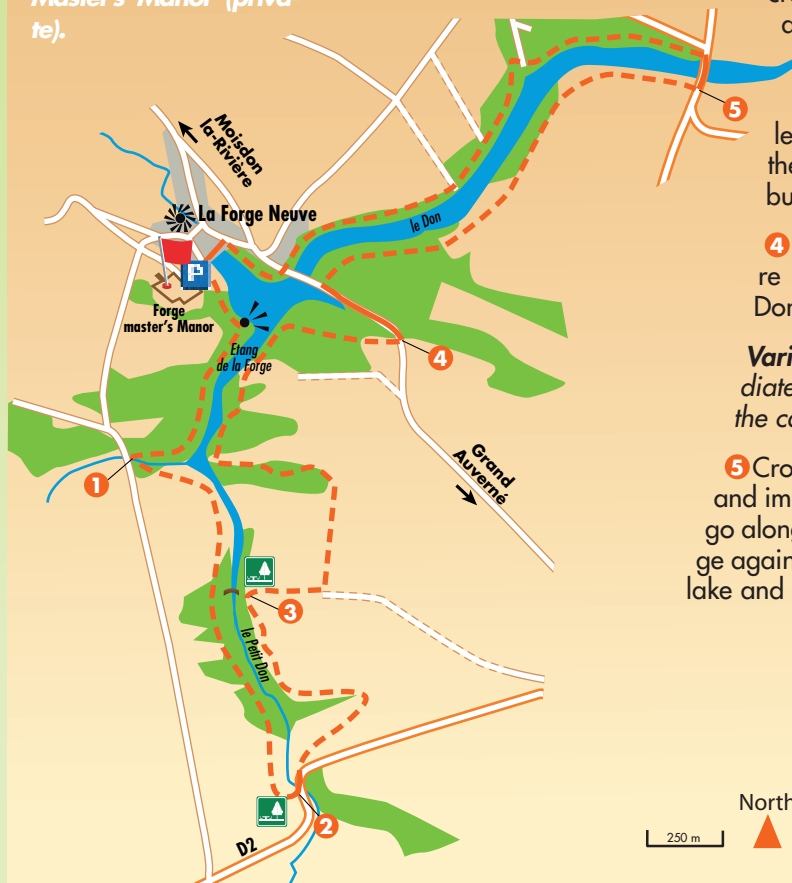 Master's Manor (priva-
te).
Moisdon
la-Rivière
La Forge Neuve
P
Forge
master's Manor
Etang
de la Forge
le Don
5
4
1
Grand
Auverné
3
le Petit Don
2
D2
le
the
bu
4
re
Don
Vari
diate
the co
5 Cro
and im
go along
ge again
lake and
North
250 m